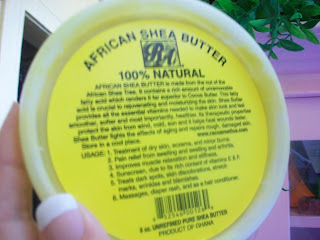 AFRICAN SHEA BUTTER
RA
100% NATURAL
AFRICAN SHEA BUTTER is made from the nut of the
African Shea Tree. It contains a rich amount of unremovable
fatty acid which renders it far superior to Cocoa Butter. This fatty
acid is crucial to rejuvenating and moisturizing the skin. Shea Butter
provides all the essential vitamins needed to make skin look and feel
smoother, softer and most importantly, healthier. Its therapeutic properties
protect the skin from wind, cold, sun and it helps heal wounds faster.
Shea Butter fights the effects of aging and repairs rough, damaged skin.
Store in a cool place.
USAGE: 1. Treatment of dry skin, eczema, and minor burns.
2. Pain relief from swelling and arthritis.
3. Improves muscle relaxation and stiffness.
4. Sunscreen, due to its rich content of vitamins E & F.
5. Treats dark spots, skin discolorations, stretch
marks, wrinkles and blemishes.
6. Massages, diaper rash, and as a hair conditioner.
8 oz. UNREFINED PURE SHEA BUTTER
PRODUCT OF GHANA